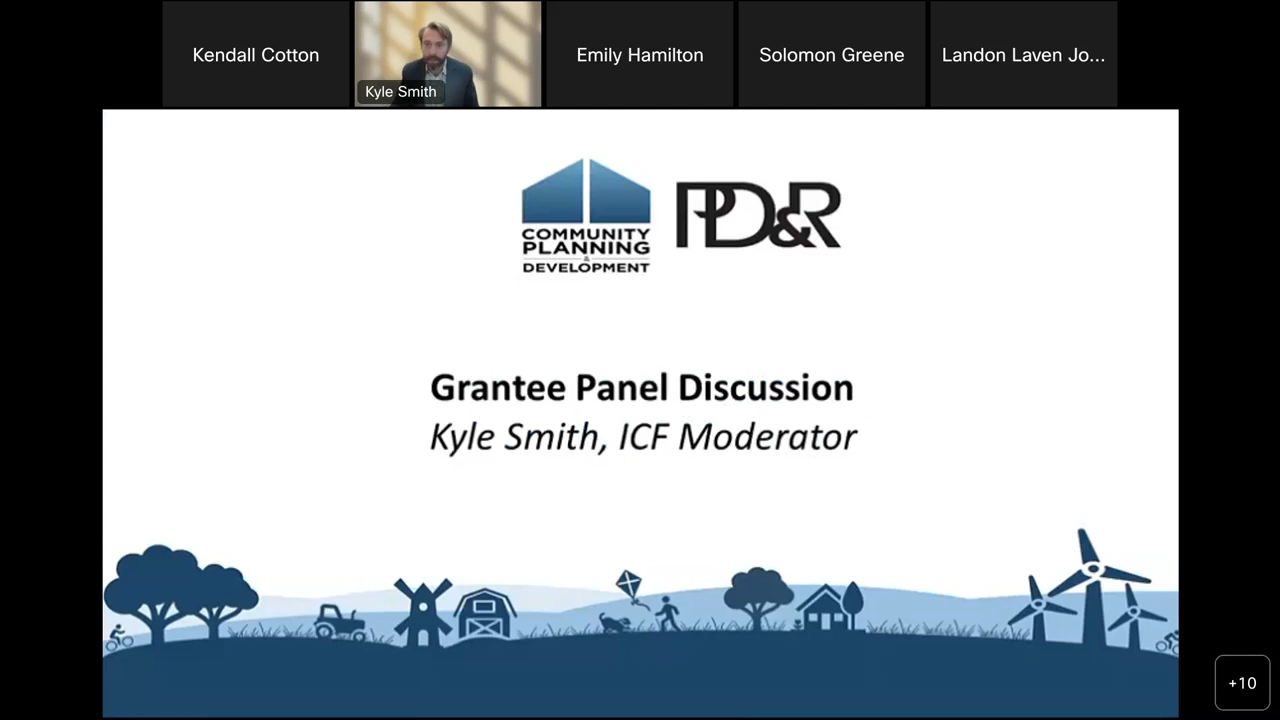 Kendall Cotton
Kyle Smith
Emily Hamilton
Solomon Greene
Landon Laven Jo...
COMMUNITY
PLANNING
&
DEVELOPMENT
PD&R
Grantee Panel Discussion
Kyle Smith, ICF Moderator
+10